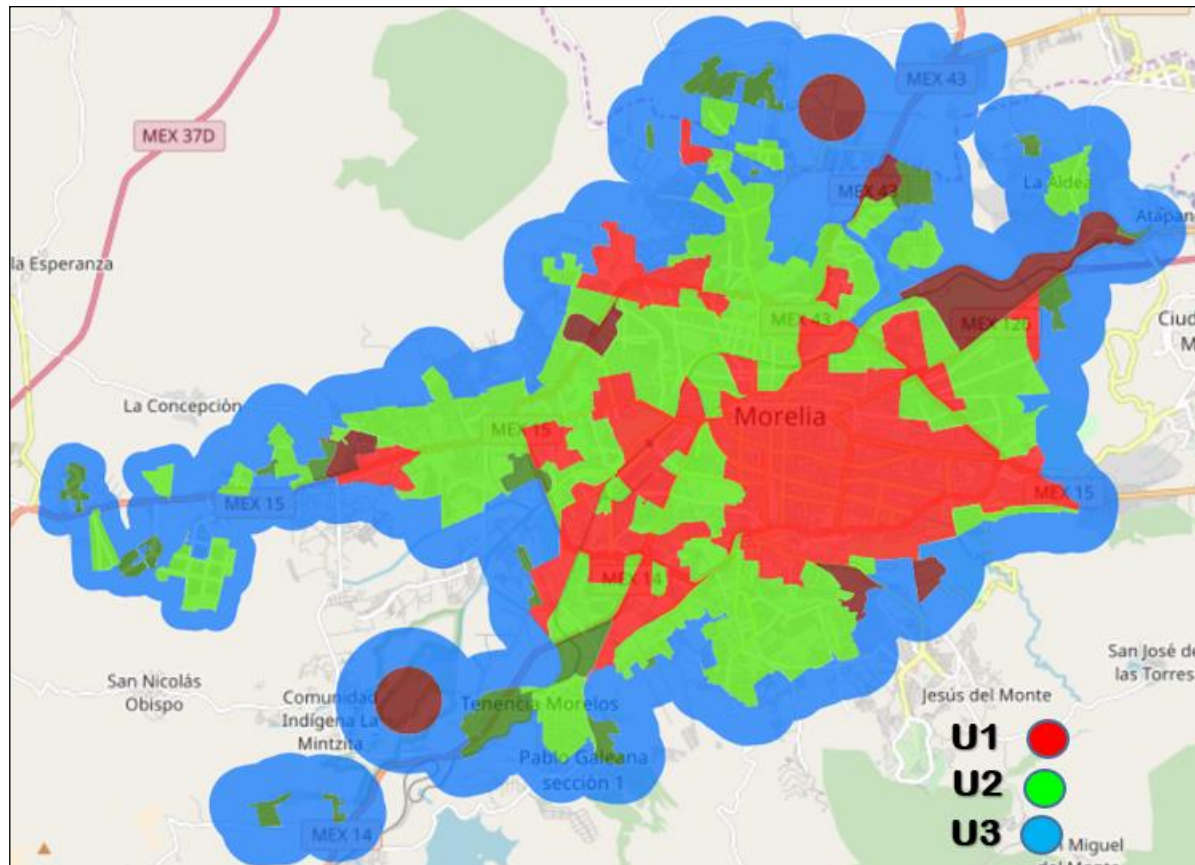 MEX 43
MEX 37D
MEX 43
La Aldea
Atapan
la Esperanza
MEX 43
MEX 120
Ciud
M
La Concepción
Morelia
MEX 15
MEX 15
MEX 15
MEX 14
San Nicolás
Obispo
Comunidad
Indígena La
Mintzita
Tenencia Morelos
Pablo Galeana
sección 1
San José de
las Torres
Jesús del Monte
MEX 14
U1
U2
U3
Miguel
del Monte